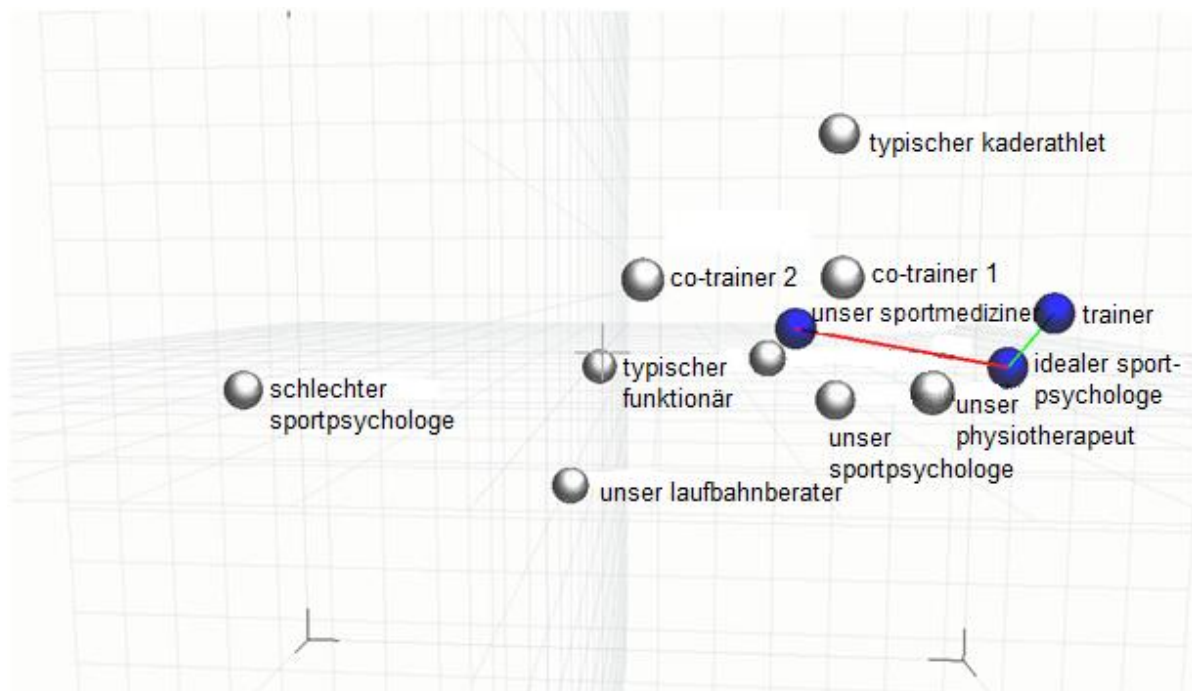 typischer kaderathlet
co-trainer 2
co-trainer 1
unser sportmediziner
trainer
typischer
funktionär
idealer sport-
psychologe
schlechter
sportpsychologe
unser
physiotherapeut
unser
sportpsychologe
unser laufbahnberater